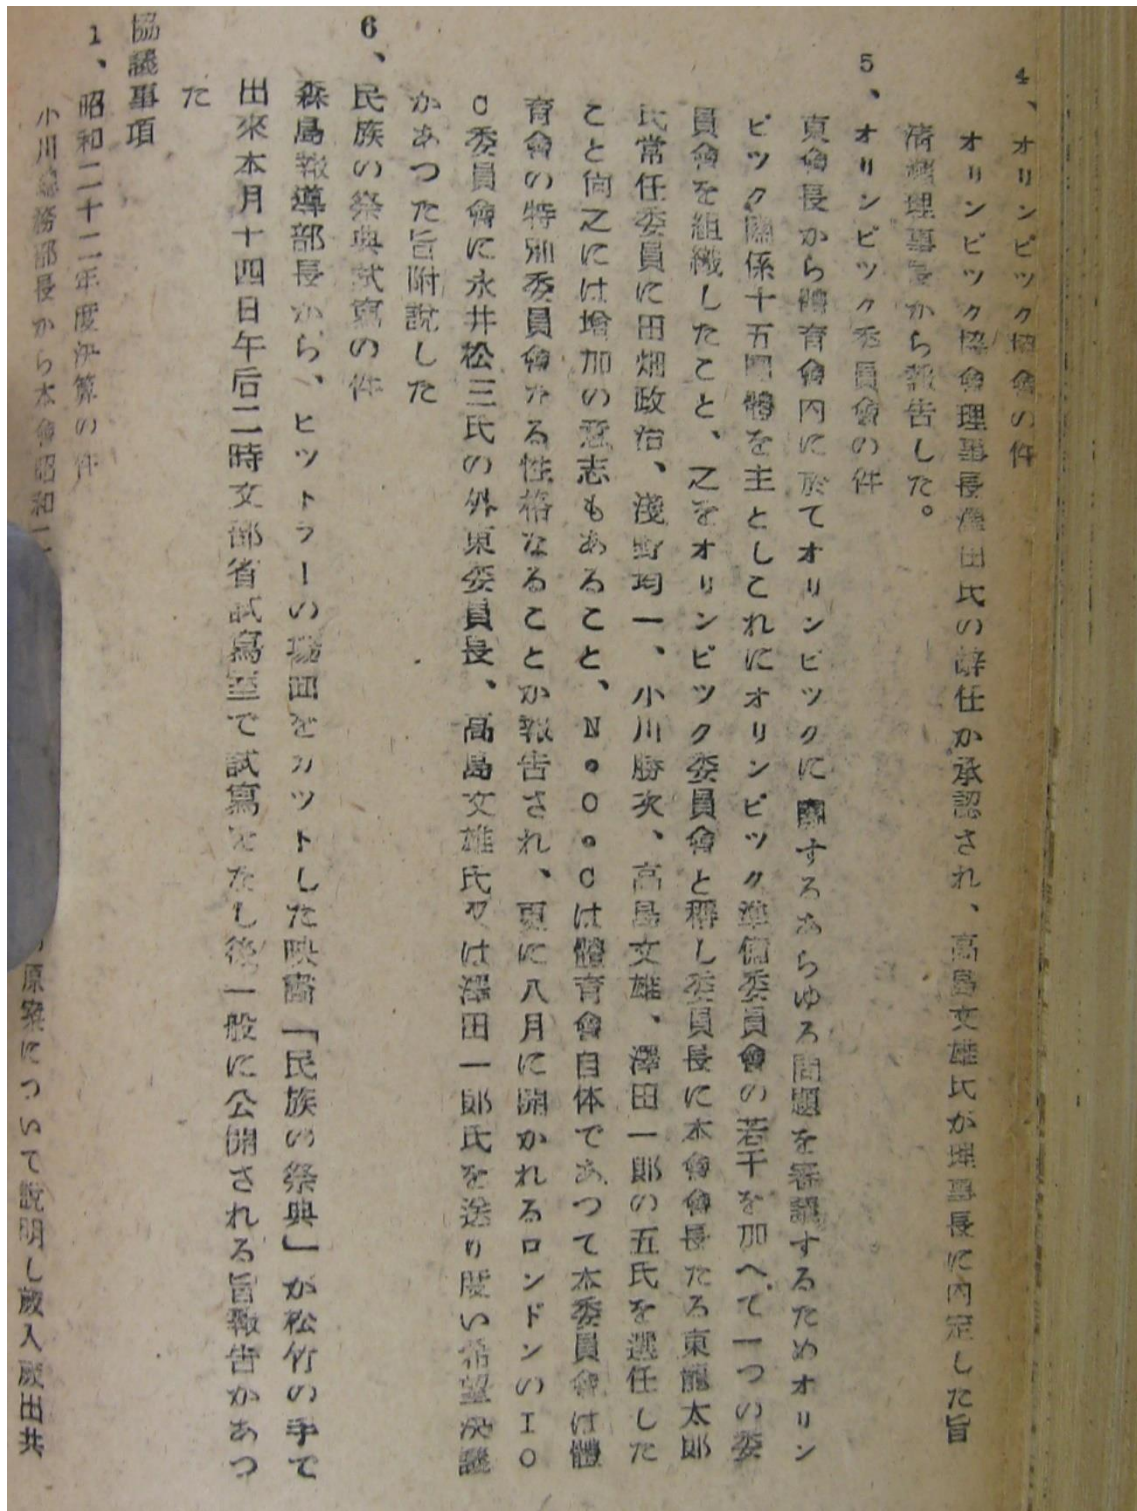 4、オリンピック協會の件
オリンピック協會理事長澤田氏の辞任か承認され、高島文雄氏が理事長に内定した旨
清瀬理事長から報告した。
5、オリンピック委員會の件
東會長から體育會内に於てオリンピックに關するあらゆる問題を審議するためオリン
ピック關係十五團體を主としこれにオリンピック準備委員會の若干を加へて一つの委
員會を組織したこと、之をオリンピック委員會と稱し委員長に本會會長たる東龍太郎
氏常任委員に田畑政治、淺野均一、小川勝次、高島文雄、澤田一郎の五氏を選任した
こと尚之には増加の意志もあること、N。O。Cは體育會自体であつて本委員會は體
育會の特別委員會たる性格なることか報告され、更に八月に開かれるロンドンのIO
C委員會に永井松三氏の外東委員長、高島文雄氏又は澤田一郎氏を送り度い希望決議
かあつた旨附説した
6、民族の祭典試寫の件
森島報導部長から、ヒットラーの場面をカットした映畫「民族の祭典」が松竹の手で
出來本月十四日午后二時文部省試寫室で試寫をなし後一般に公開される旨報告かあつ
た
協議事項
1、昭和二十二年度決算の件
小川總務部長から本會昭和二 原案について説明し歳入歳出共